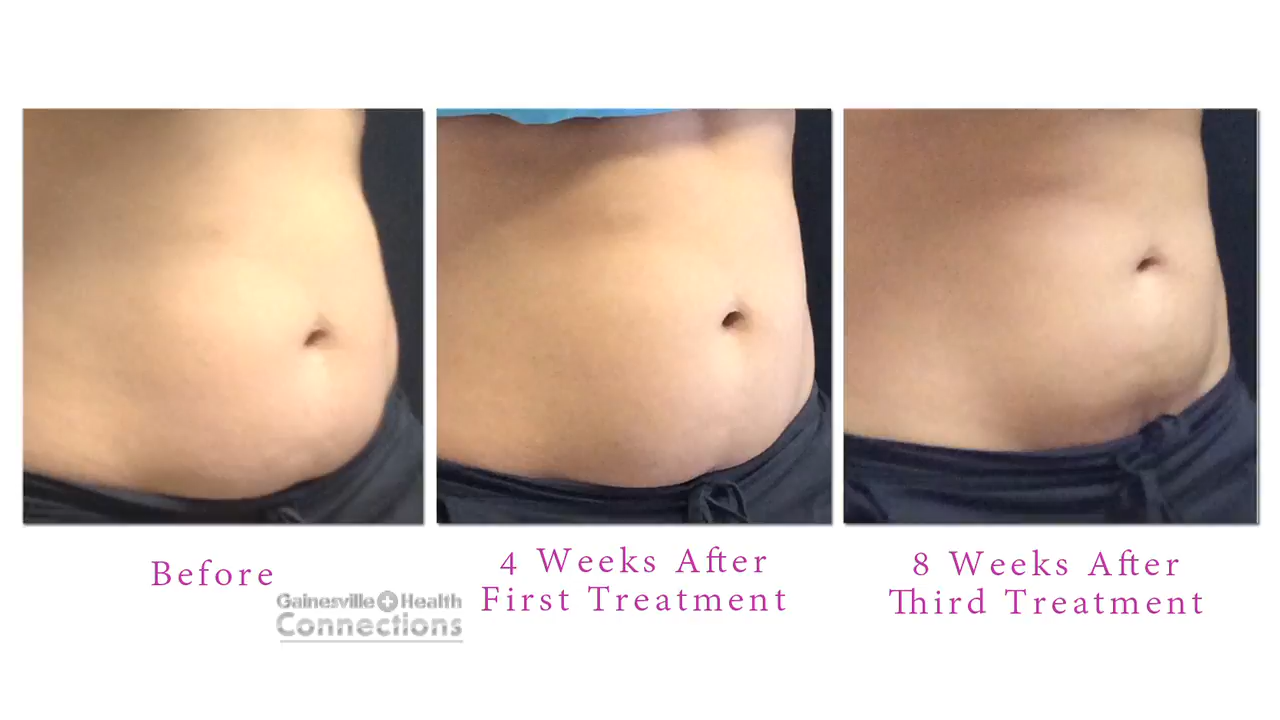 Before
4 Weeks After
First Treatment
8 Weeks After
Third Treatment
Gainesville Health
Connections